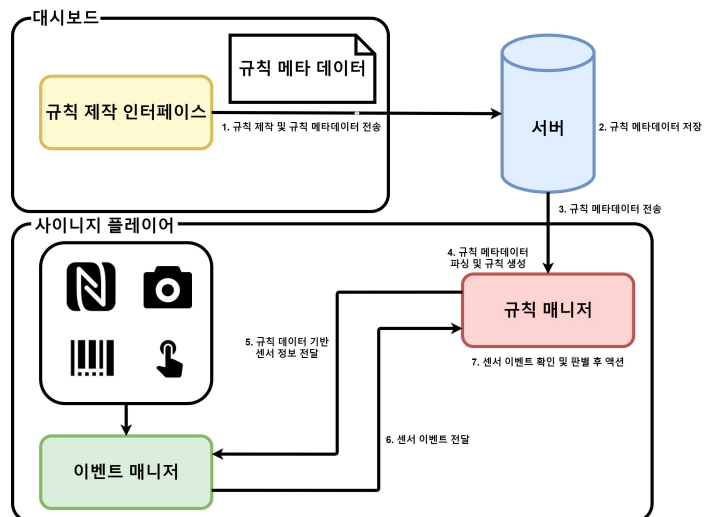 대시보드
규칙 메타 데이터
규칙 제작 인터페이스
1. 규칙 제작 및 규칙 메타데이터 전송
서버
2. 규칙 메타데이터 저장
3. 규칙 메타데이터 전송
사이니지 플레이어
4. 규칙 메타데이터
파싱 및 규칙 생성
규칙 매니저
5. 규칙 데이터 기반
센서 정보 전달
7. 센서 이벤트 확인 및 판별 후 액션
6. 센서 이벤트 전달
이벤트 매니저